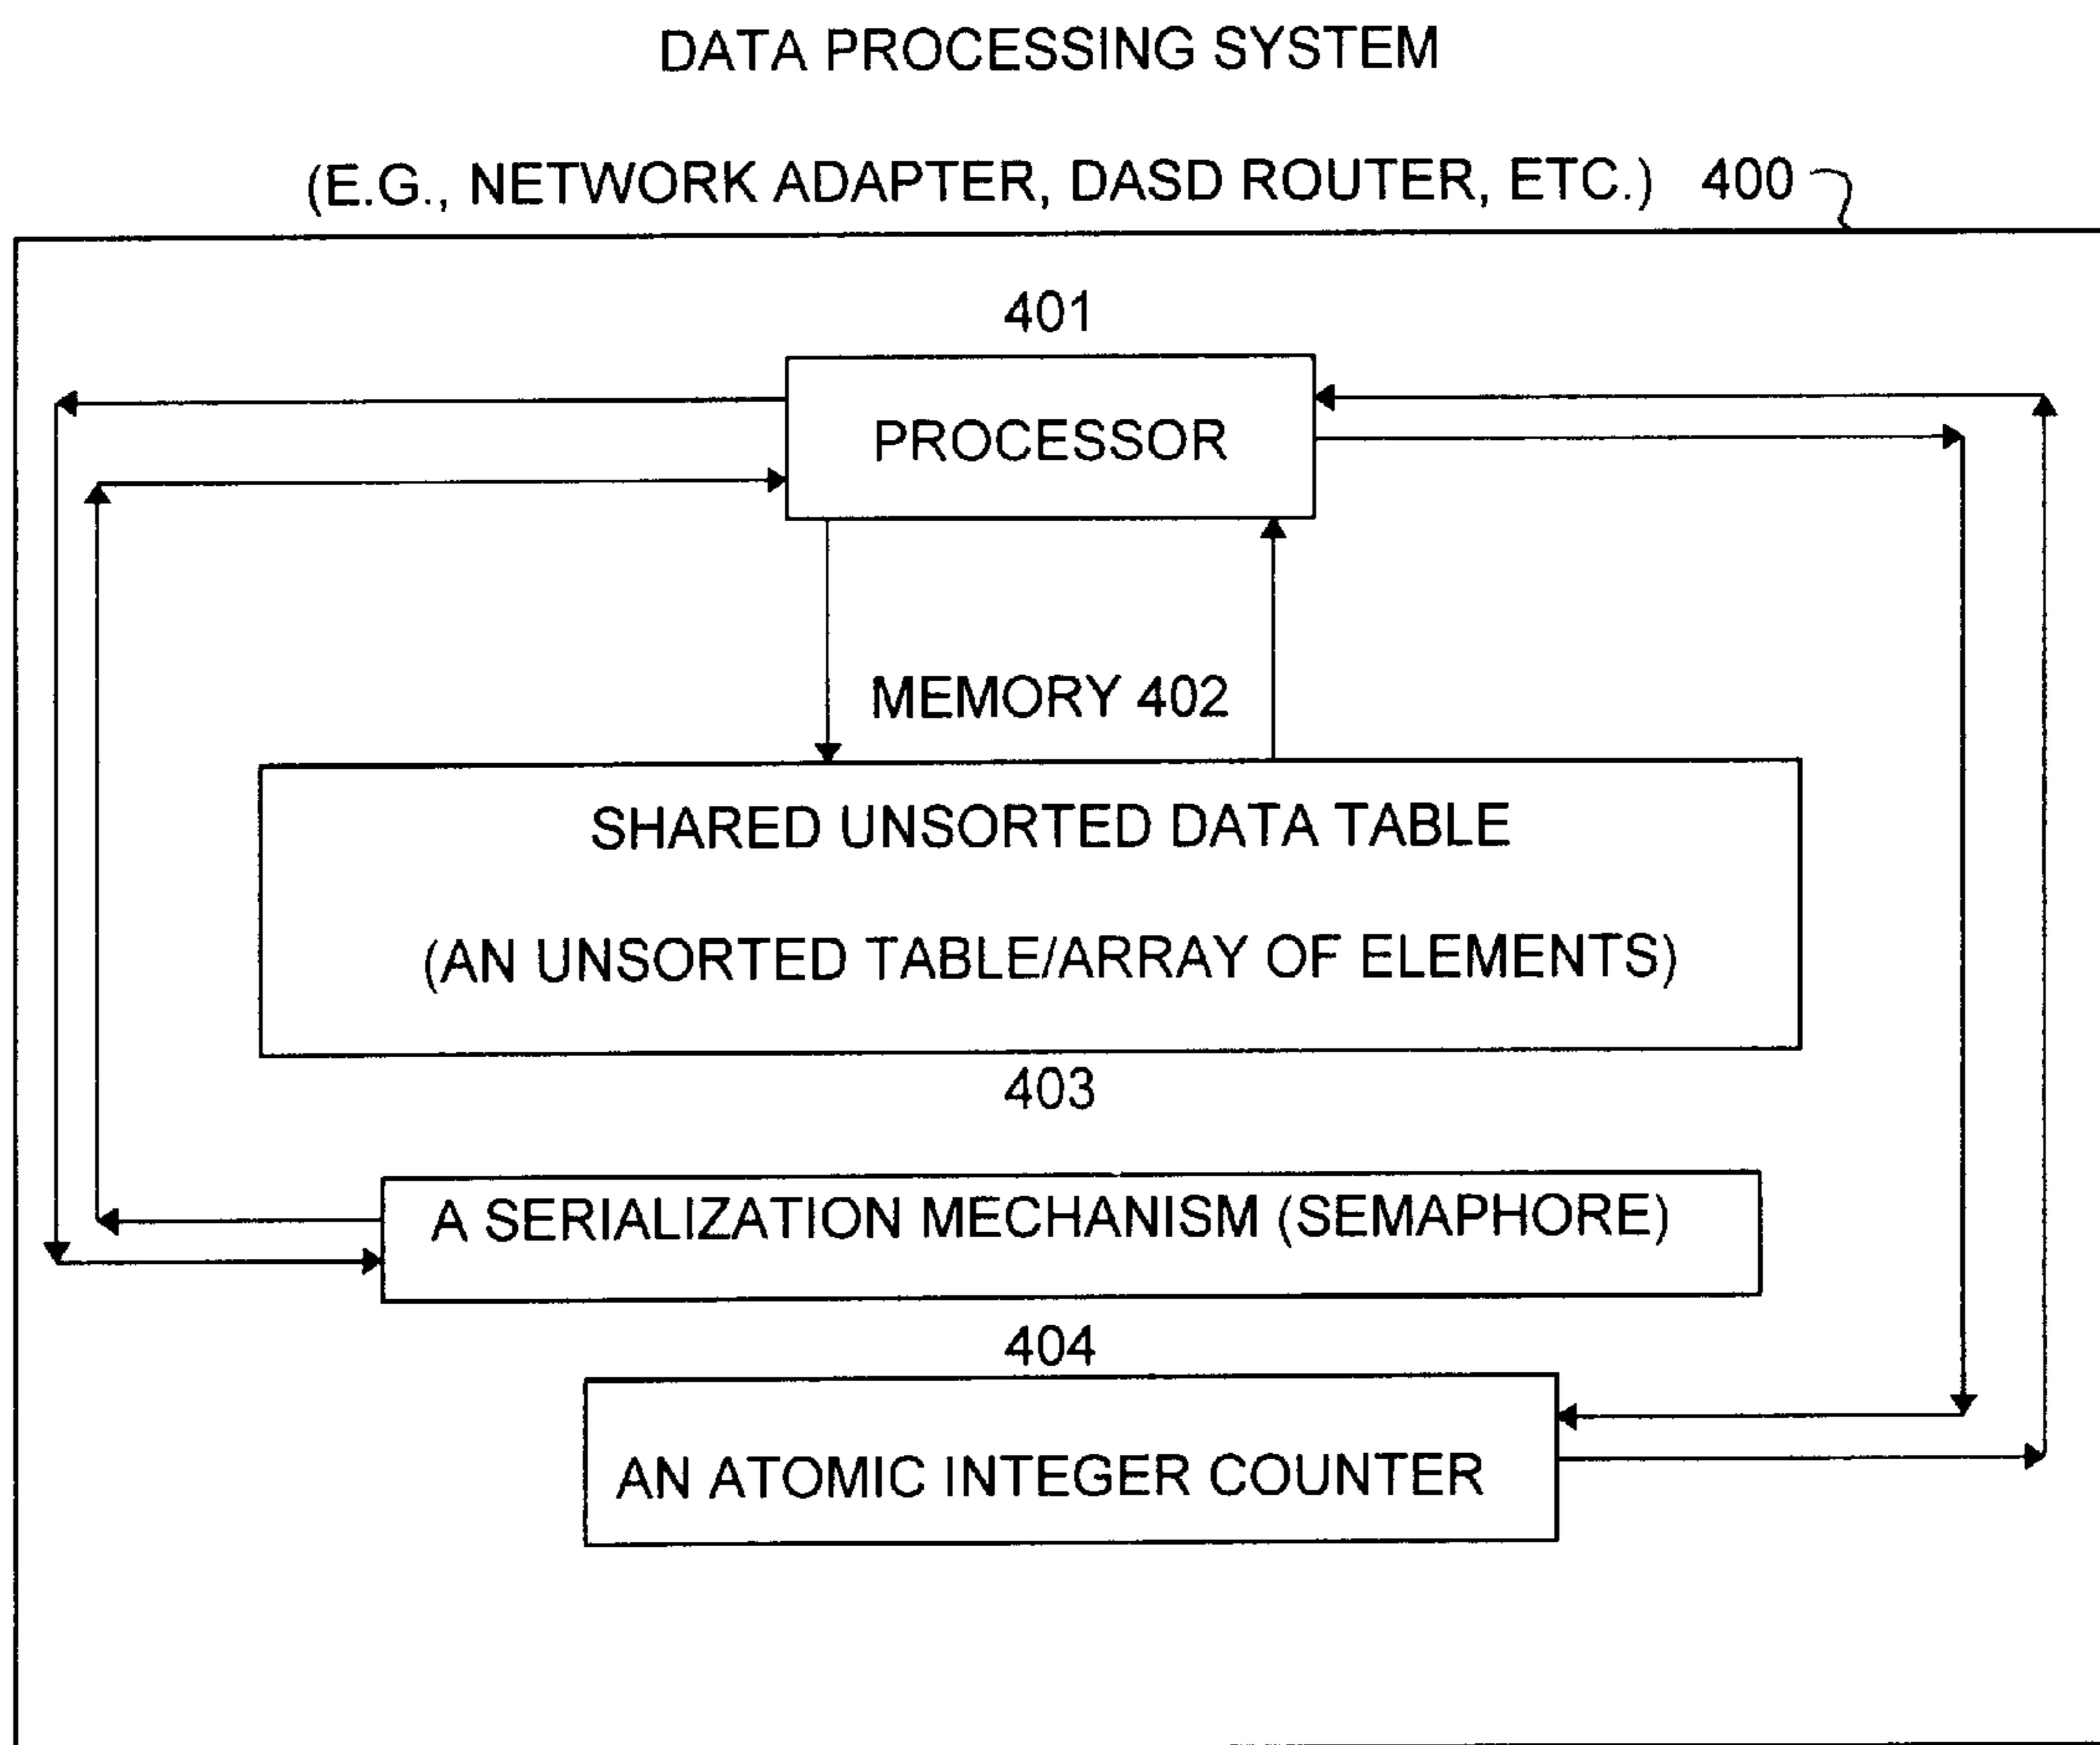 DATA PROCESSING SYSTEM
(E.G., NETWORK ADAPTER, DASD ROUTER, ETC.) 400
401
PROCESSOR
MEMORY 402
SHARED UNSORTED DATA TABLE
(AN UNSORTED TABLE/ARRAY OF ELEMENTS)
403
A SERIALIZATION MECHANISM (SEMAPHORE)
404
AN ATOMIC INTEGER COUNTER